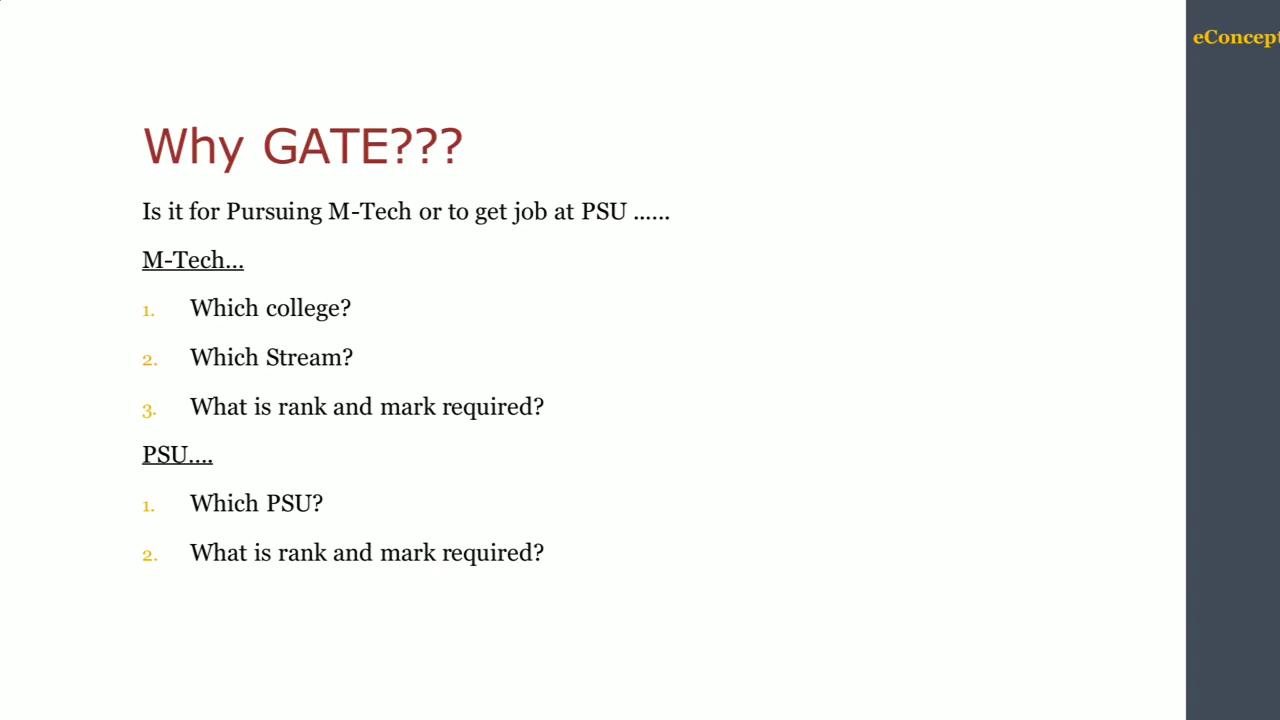 eConcept
Why GATE???
Is it for Pursuing M-Tech or to get job at PSU ......
M-Tech...
1. Which college?
2. Which Stream?
3. What is rank and mark required?
PSU....
1. Which PSU?
2. What is rank and mark required?